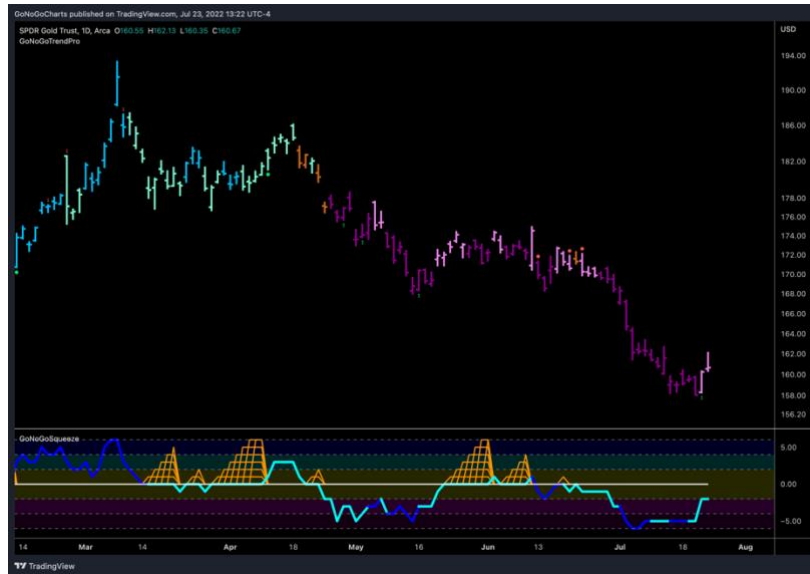 GoNoGoCharts published on TradingView.com, Jul 23, 2022 13:22 UTC-4
SPDR Gold Trust, 1D, Arca O160.55 H162.13 L160.35 C160.67
GoNoGoTrendPro
USD
194.00
190.00
186.00
182.00
178.00
176.00
174.00
172.00
170.00
168.00
166.00
164.00
162.00
160.00
158.00
156.20
GoNoGoSqueeze
5.00
0.00
−5.00
14 Mar 14 Apr 18 May 16 Jun 13 Jul 18 Aug
TradingView